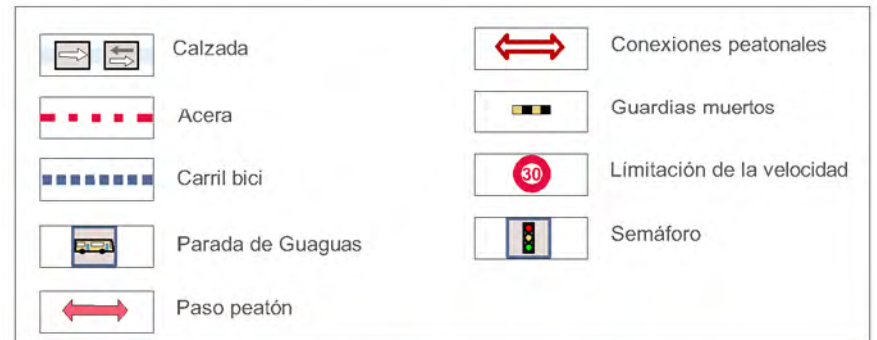 Calzada
Acera
Carril bici
Parada de Guaguas
Paso peatón
Conexiones peatonales
Guardias muertos
30
Límitación de la velocidad
Semáforo